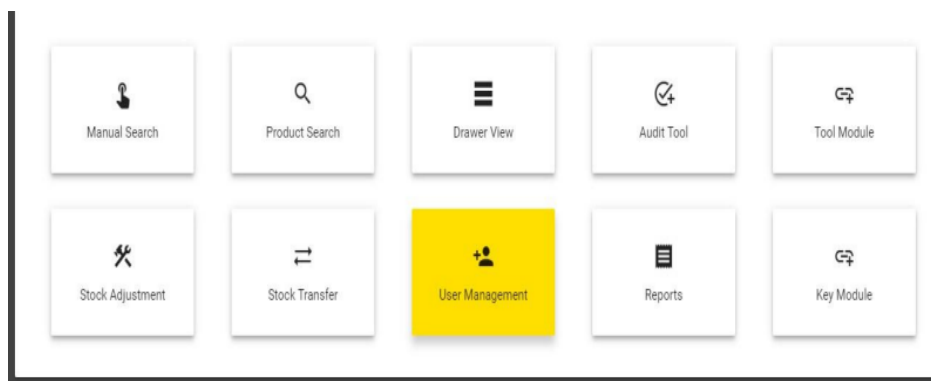 Manual Search
Product Search
Drawer View
Audit Tool
Tool Module
Stock Adjustment
Stock Transfer
User Management
Reports
Key Module